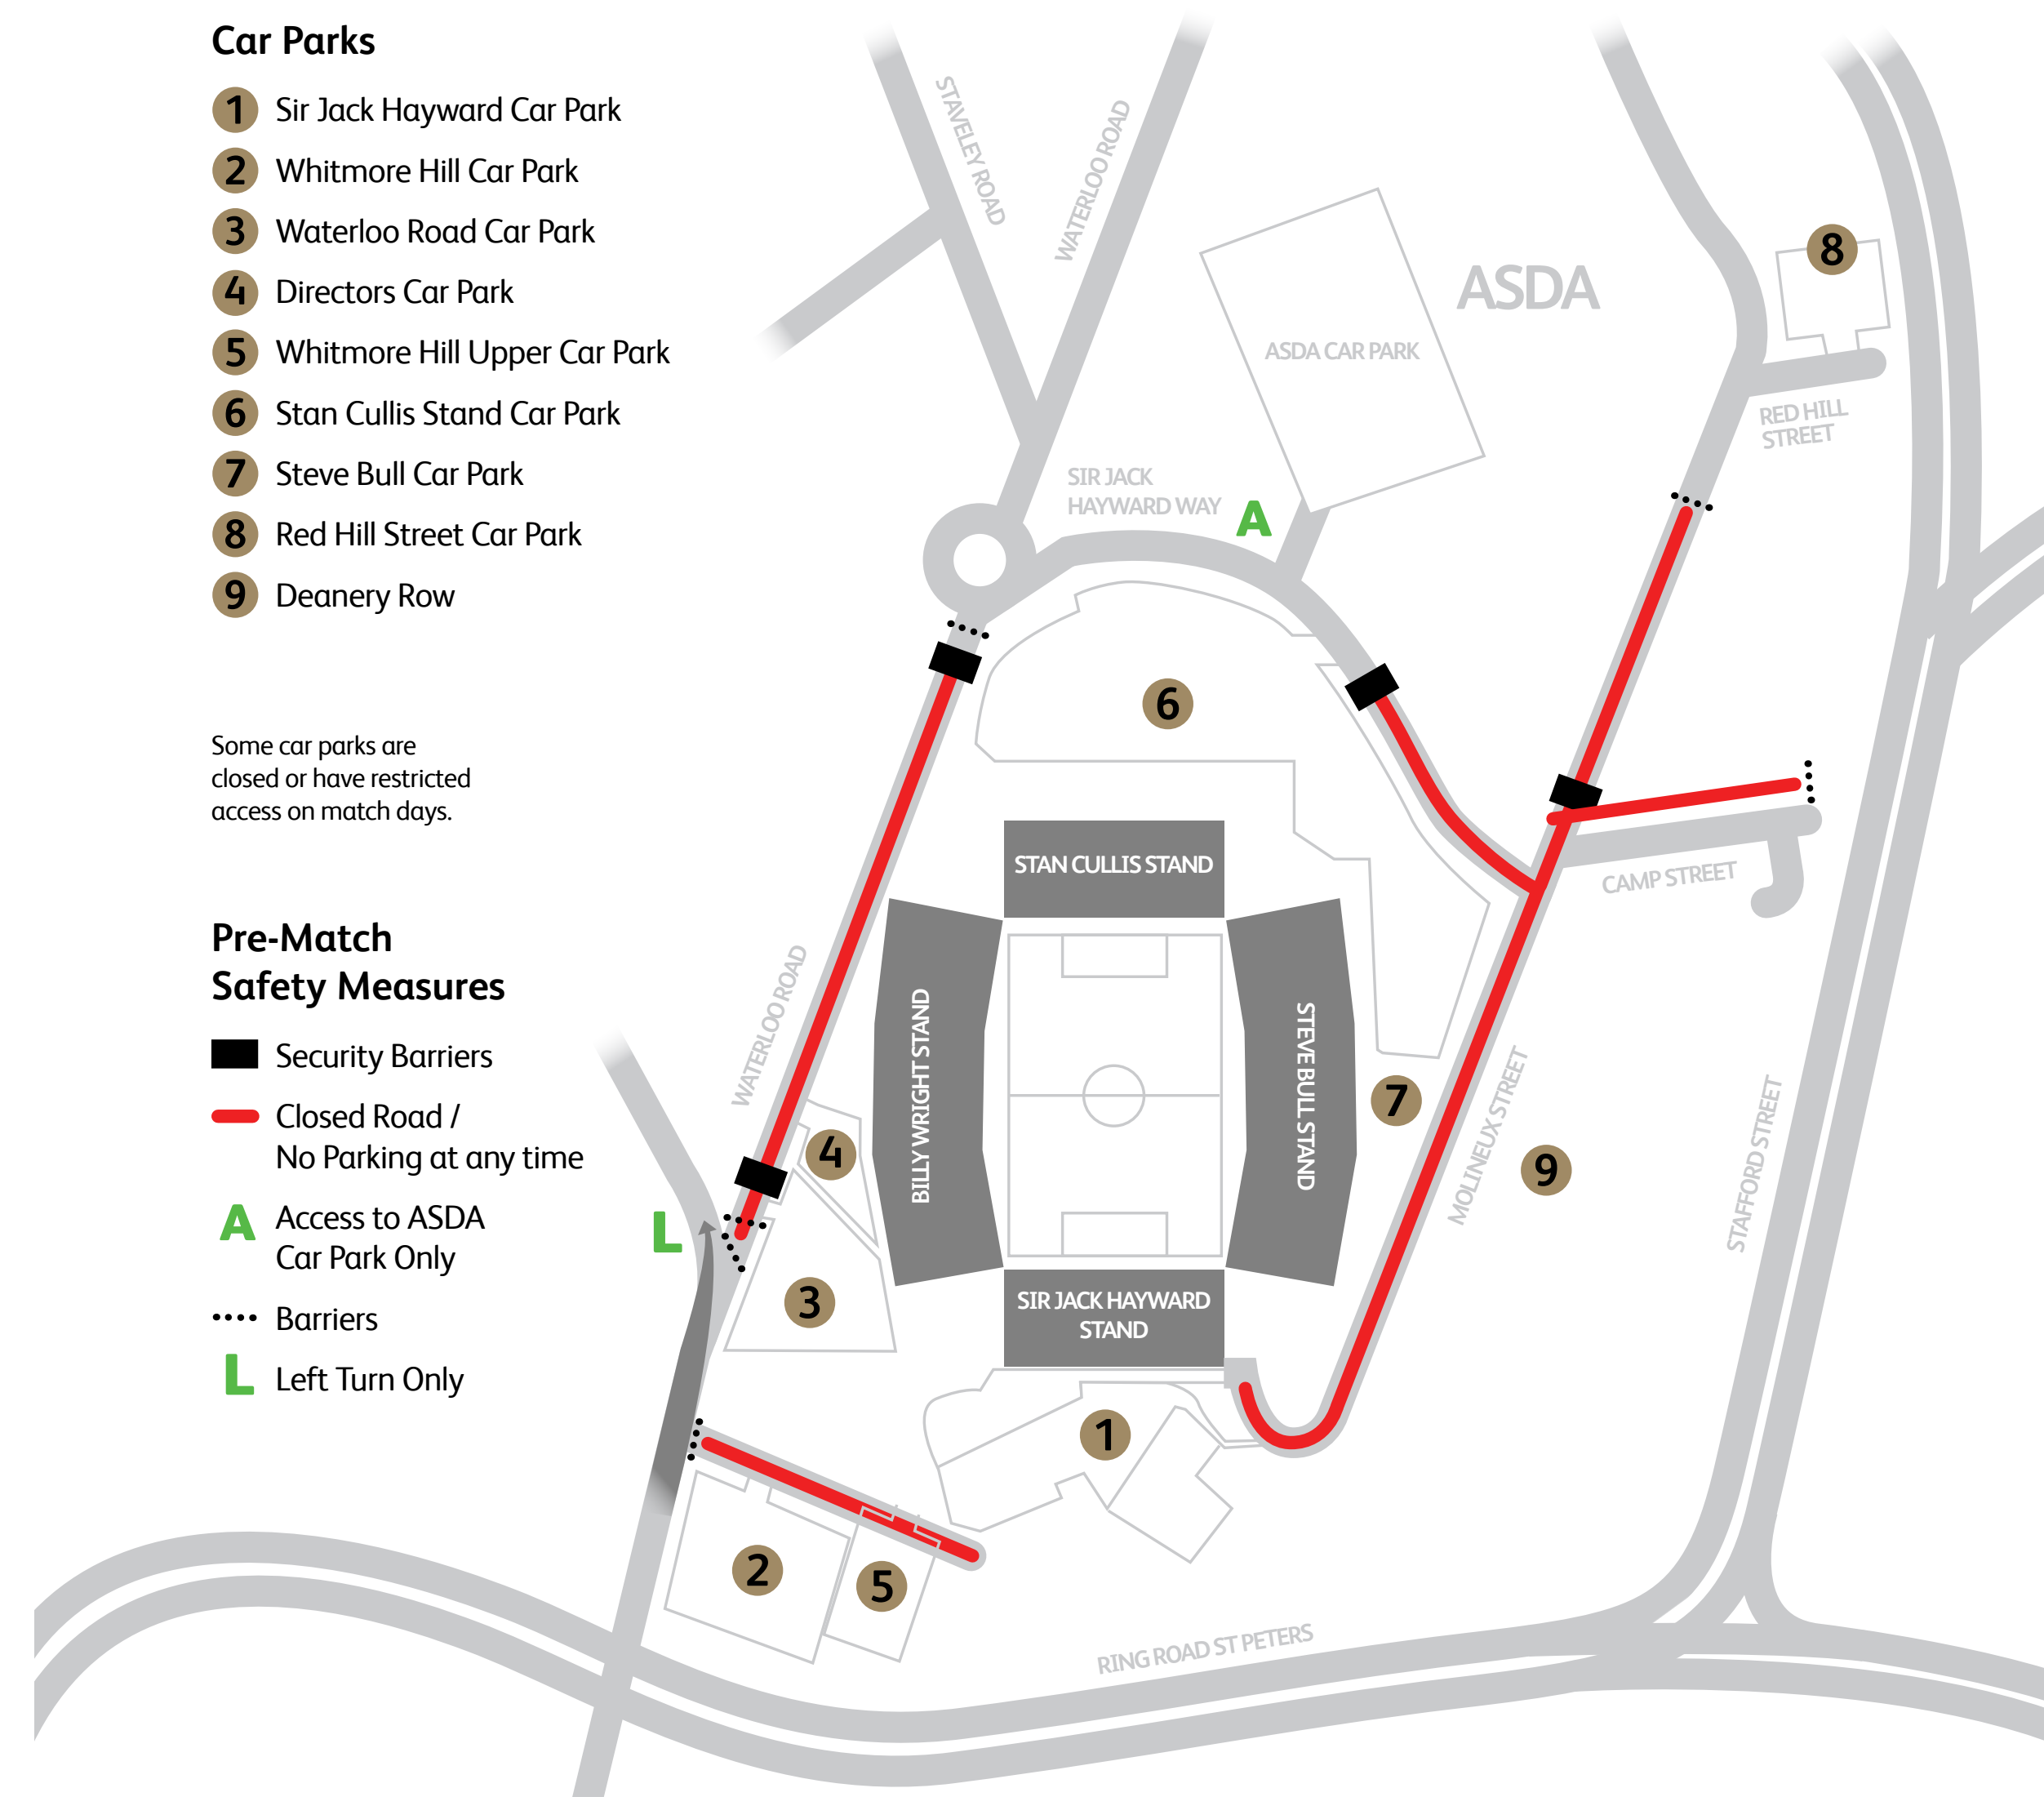 Car Parks
1 Sir Jack Hayward Car Park
2 Whitmore Hill Car Park
3 Waterloo Road Car Park
4 Directors Car Park
5 Whitmore Hill Upper Car Park
6 Stan Cullis Stand Car Park
7 Steve Bull Car Park
8 Red Hill Street Car Park
9 Deanery Row
Some car parks are
closed or have restricted
access on match days.
Pre-Match
Safety Measures
Security Barriers
Closed Road /
No Parking at any time
A Access to ASDA
Car Park Only
Barriers
L Left Turn Only
STAVELEY ROAD
WATERLOO ROAD
ASDA
ASDA CAR PARK
8
RED HILL
STREET
SIR JACK
HAYWARD WAY
A
6
STAN CULLIS STAND
CAMP STREET
WATERLOO ROAD
BILLY WRIGHT STAND
STEVE BULL STAND
7
4
9
MOLINEUX STREET
STAFFORD STREET
L
3
SIR JACK HAYWARD
STAND
1
2
5
RING ROAD ST PETERS